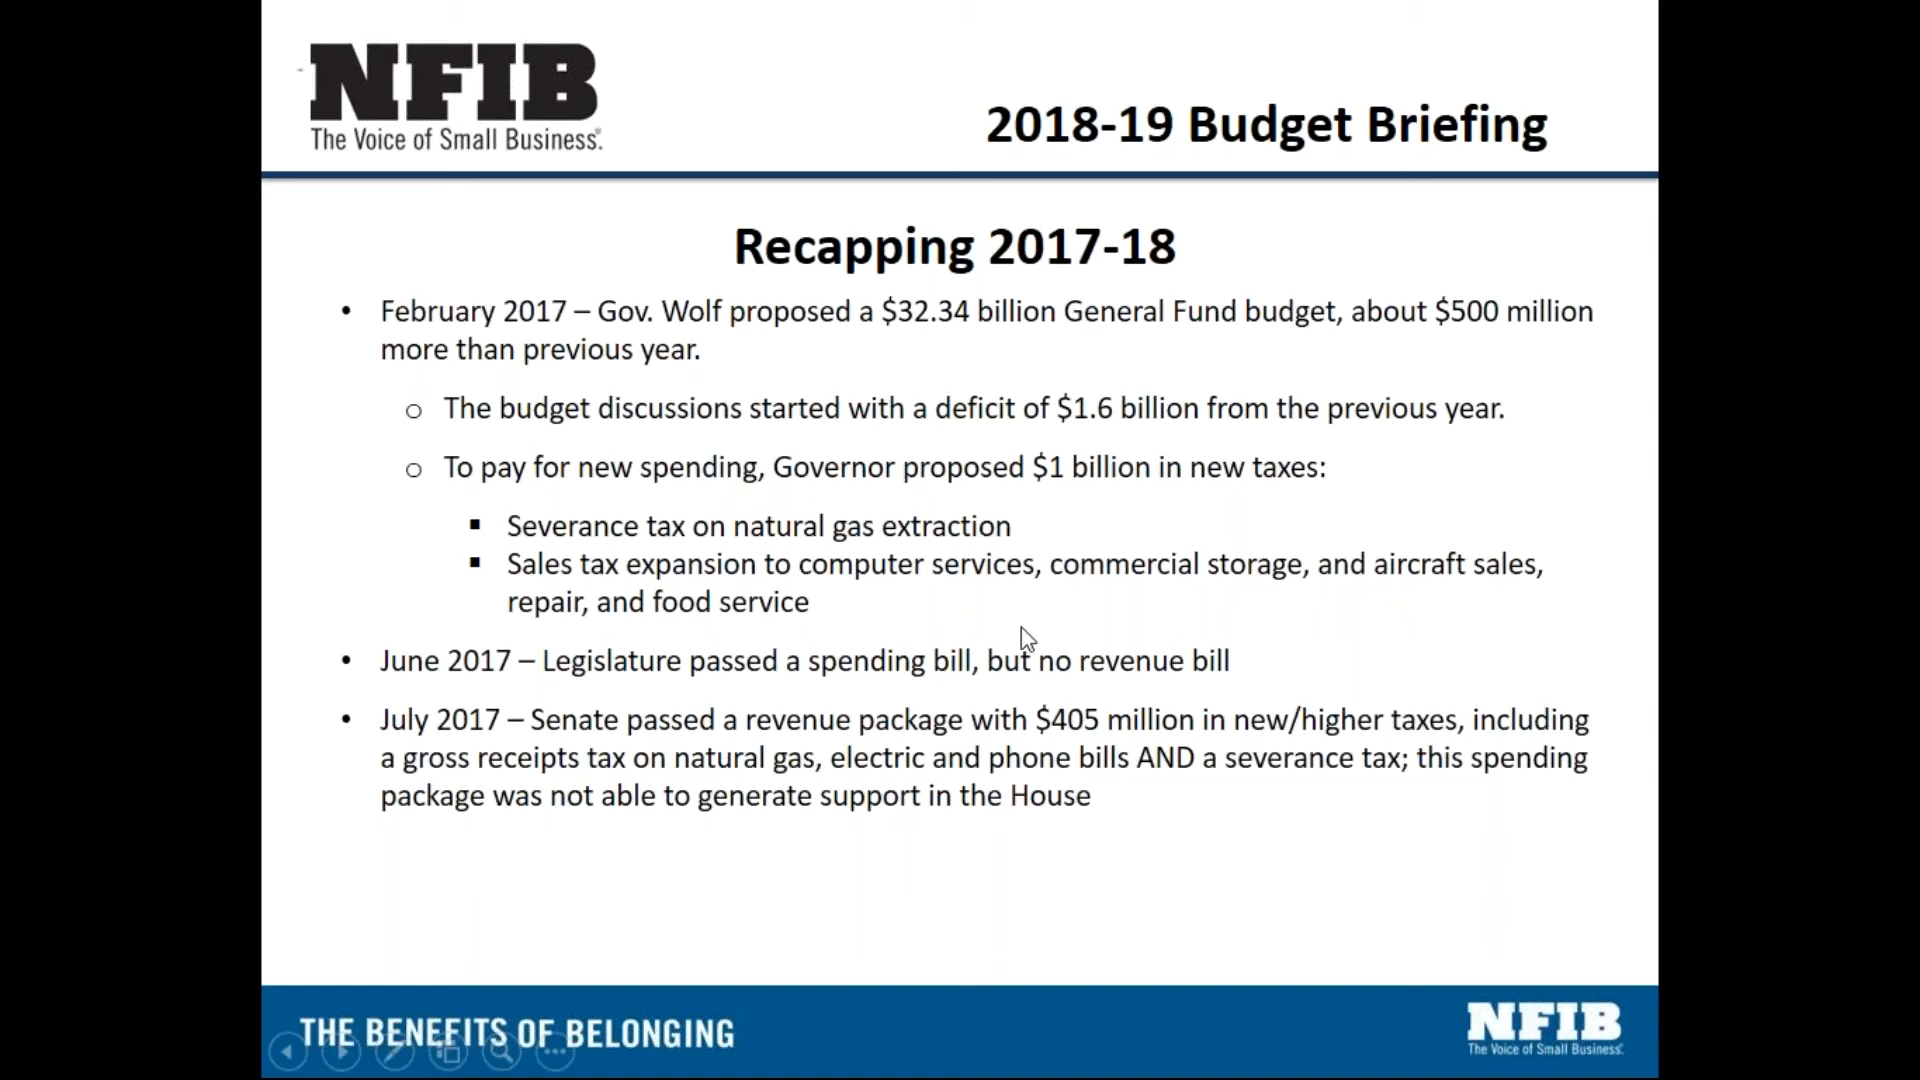 NFIB
The Voice of Small Business®
2018-19 Budget Briefing
Recapping 2017-18
• February 2017 – Gov. Wolf proposed a $32.34 billion General Fund budget, about $500 million
more than previous year.
o The budget discussions started with a deficit of $1.6 billion from the previous year.
o To pay for new spending, Governor proposed $1 billion in new taxes:
▪ Severance tax on natural gas extraction
▪ Sales tax expansion to computer services, commercial storage, and aircraft sales,
repair, and food service
• June 2017 – Legislature passed a spending bill, but no revenue bill
• July 2017 – Senate passed a revenue package with $405 million in new/higher taxes, including
a gross receipts tax on natural gas, electric and phone bills AND a severance tax; this spending
package was not able to generate support in the House
THE BENEFITS OF BELONGING
NFIB
The Voice of Small Business®